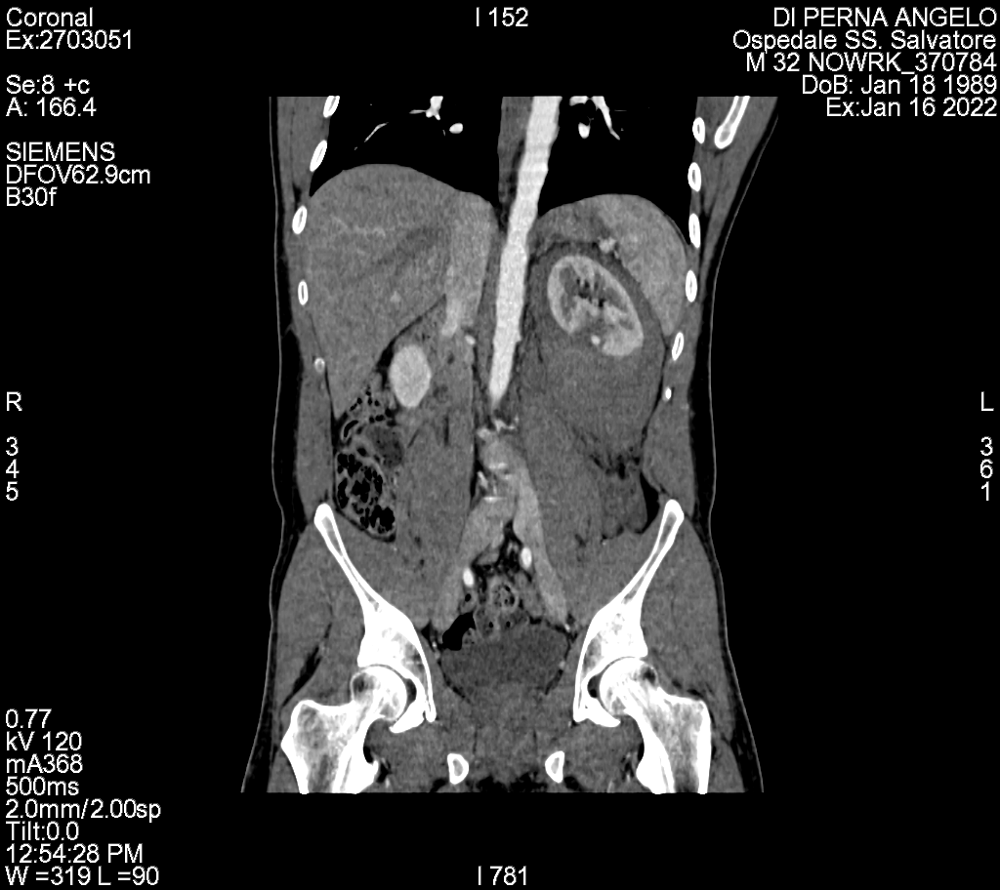 Coronal
Ex:2703051
Se:8 +c
A: 166.4
SIEMENS
DFOV62.9cm
B30f
I 152
DI PERNA ANGELO
Ospedale SS. Salvatore
M 32 NOWRK_370784
DoB: Jan 18 1989
Ex:Jan 16 2022
R
3
4
5
L
3
6
1
0.77
kV 120
mA368
500ms
2.0mm/2.00sp
Tilt:0.0
12:54:28 PM
W =319 L =90
I 781